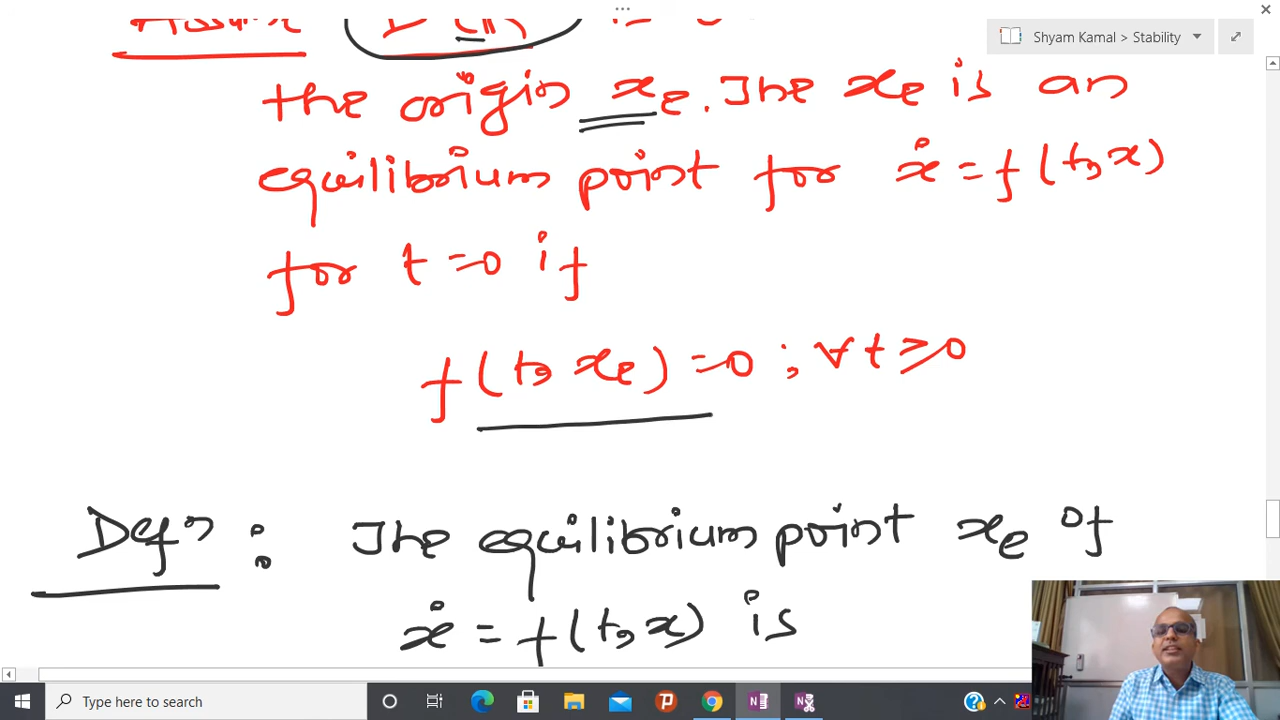 Shyam Kamal > Stability
Assume
the origin xₑ. The xₑ is an
equilibrium point for ẋ = f(t, x)
for t = 0 if
f(t, xₑ) = 0 ; ∀ t ≥ 0
Defⁿ : The equilibrium point xₑ of
ẋ = f(t, x) is
Type here to search